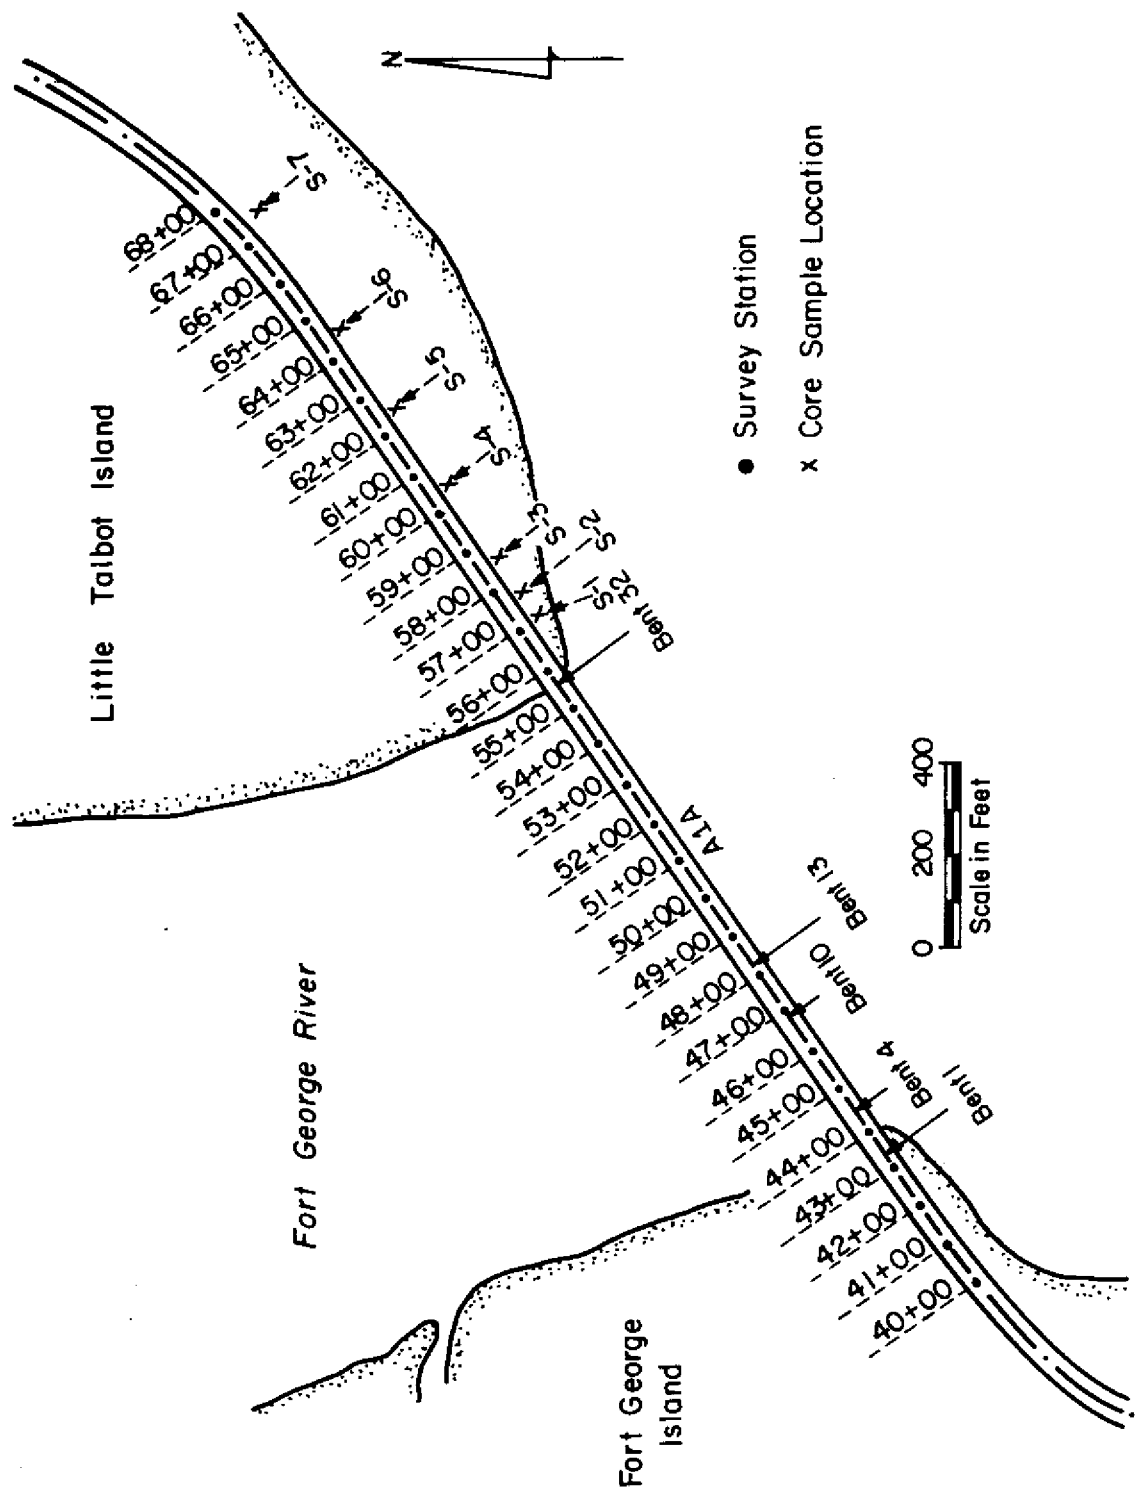 Little Talbot Island
Fort George River
Fort George
Island
N
68+00
67+00
66+00
65+00
64+00
63+00
62+00
61+00
60+00
59+00
58+00
57+00
56+00
55+00
54+00
53+00
52+00
51+00
50+00
49+00
48+00
47+00
46+00
45+00
44+00
43+00
42+00
41+00
40+00
S-7
S-6
S-5
S-4
S-3
S-2
S-1
Bent 32
A1A
Bent 13
Bent 10
Bent 4
Bent 1
• Survey Station
x Core Sample Location
0 200 400
Scale in Feet